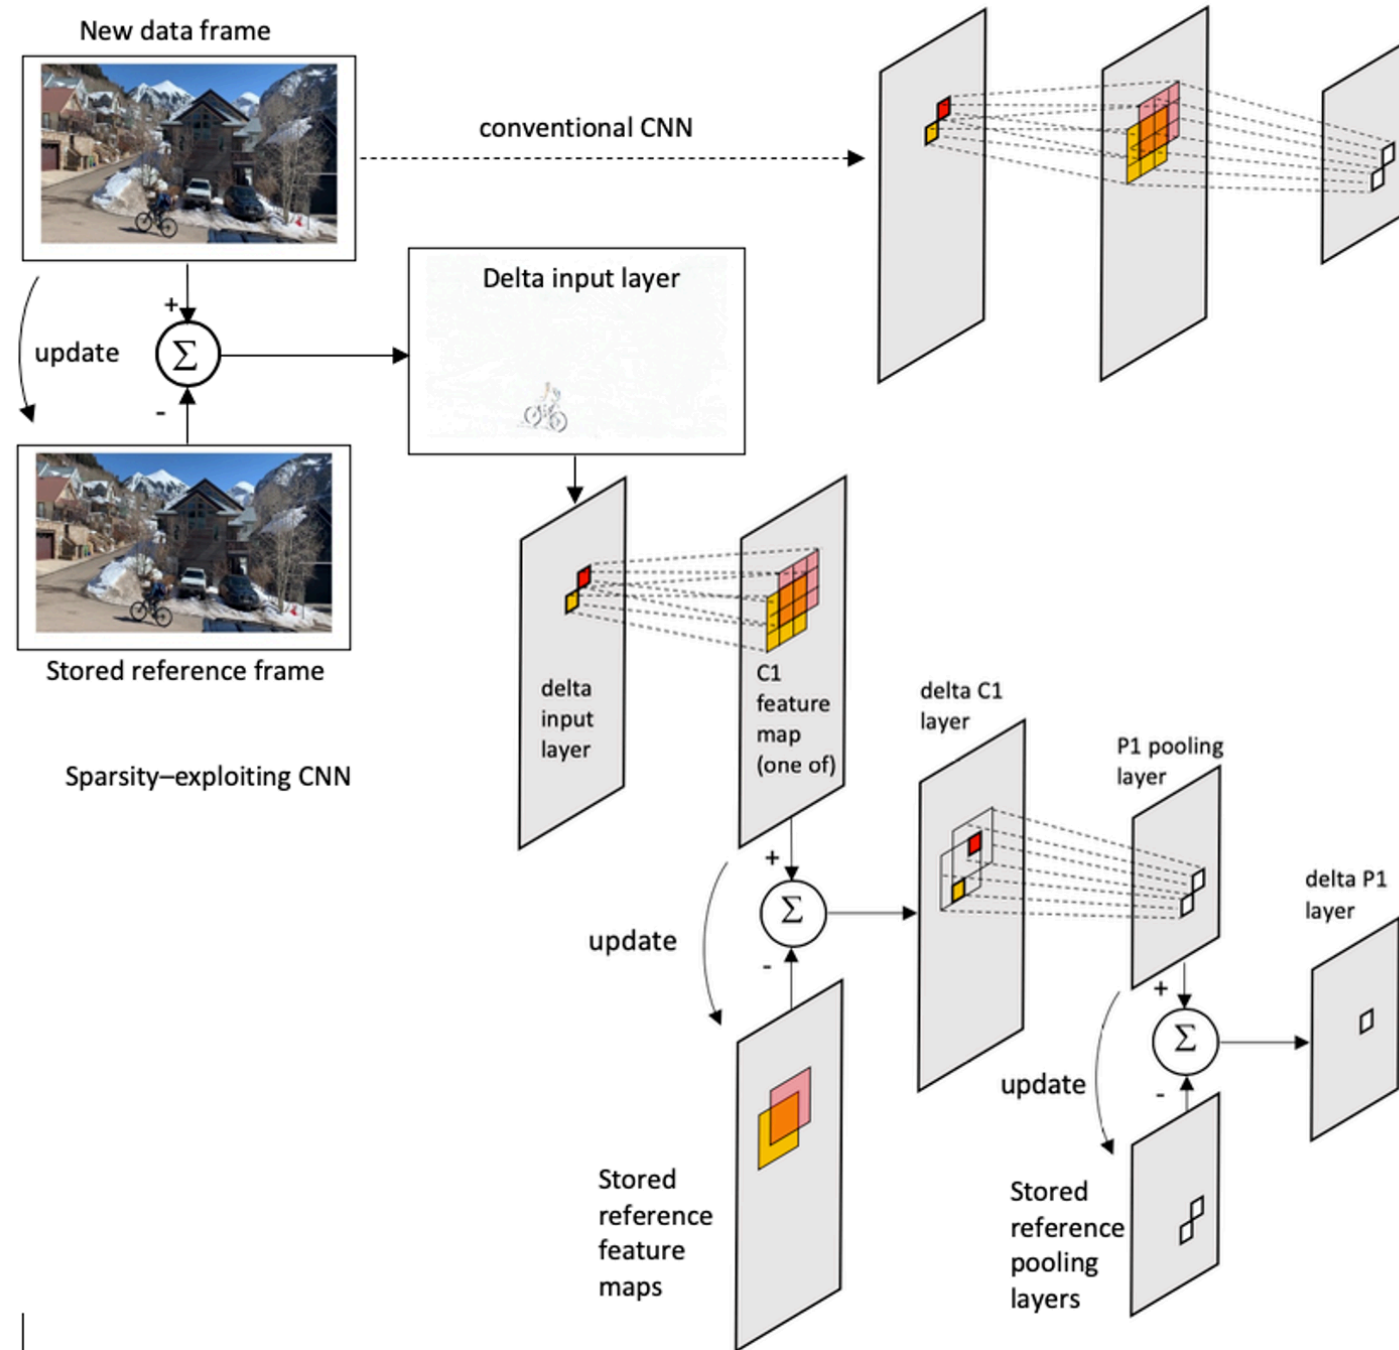 New data frame
conventional CNN
Delta input layer
+
update
Σ
-
Stored reference frame
delta
input
layer
C1
feature
map
(one of)
delta C1
layer
P1 pooling
layer
Sparsity–exploiting CNN
+
Σ
delta P1
layer
update
-
+
Σ
update
-
Stored
reference
feature
maps
Stored
reference
pooling
layers